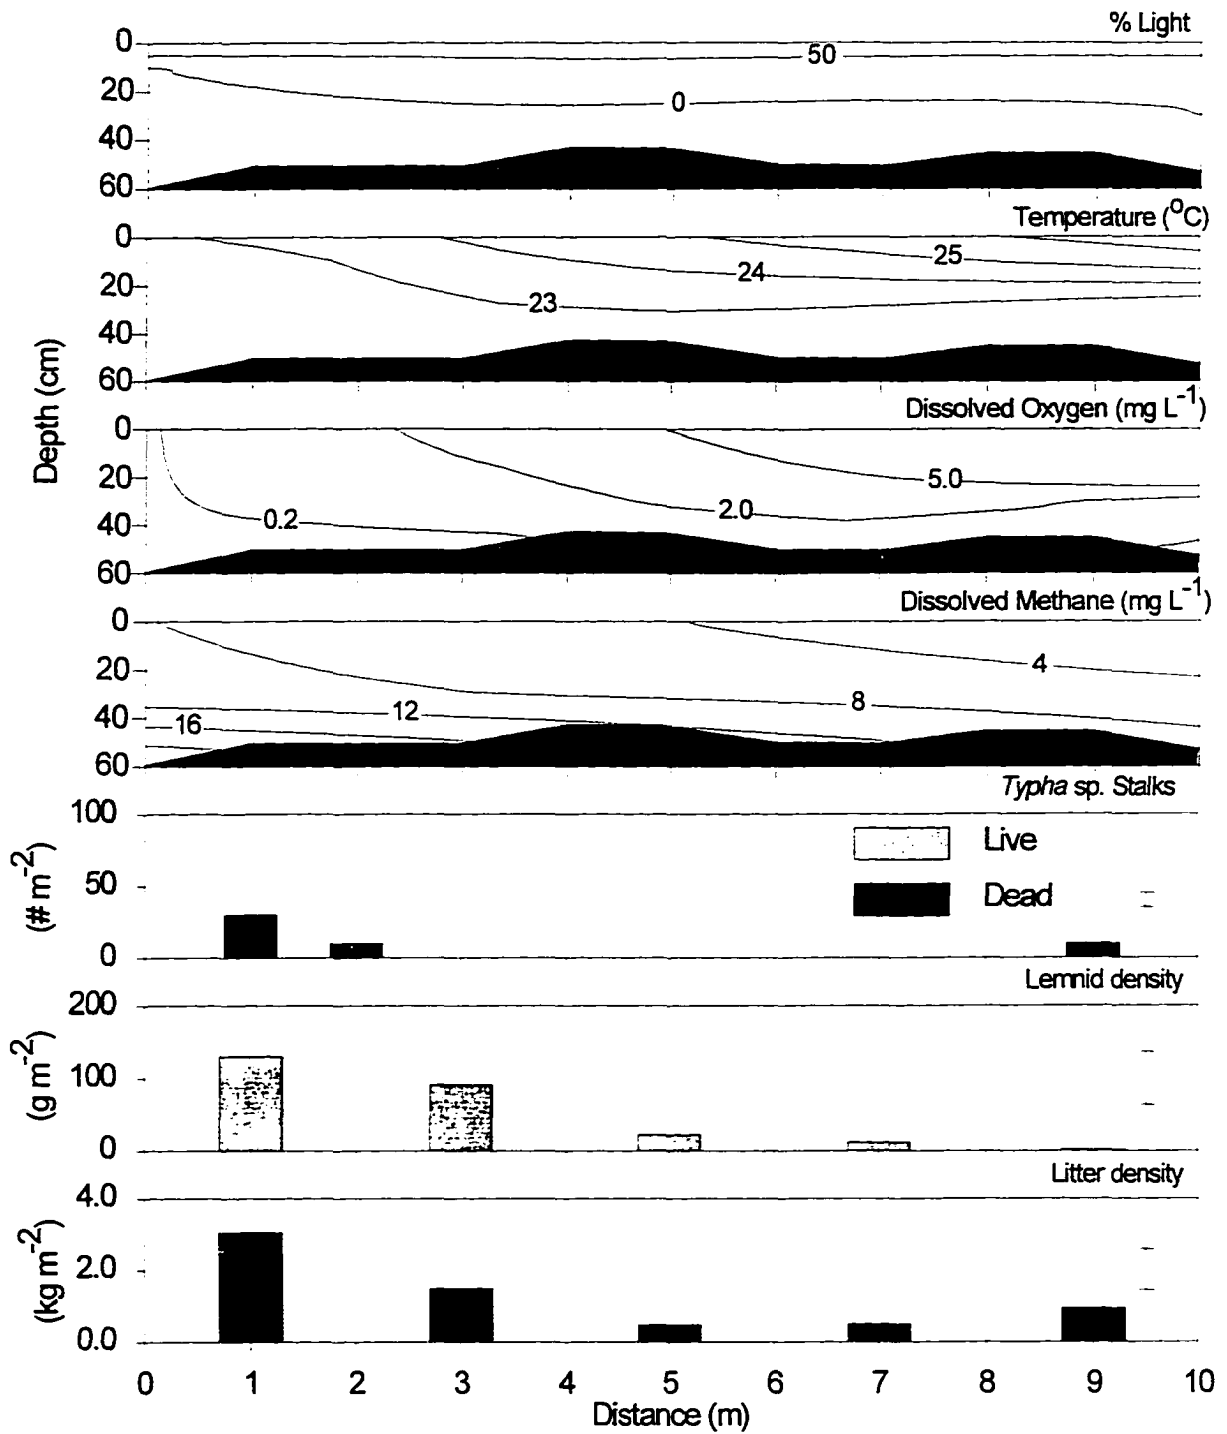 % Light
0
50
20
0
40
60
Temperature (°C)
0
25
24
20
23
40
60
Depth (cm)
Dissolved Oxygen (mg L⁻¹)
0
20
5.0
2.0
0.2
40
60
Dissolved Methane (mg L⁻¹)
0
4
20
8
12
40
16
60
Typha sp. Stalks
100
Live
50
Dead
0
(# m⁻²)
Lemnid density
200
100
0
(g m⁻²)
Litter density
4.0
2.0
0.0
(kg m⁻²)
0 1 2 3 4 5 6 7 8 9 10
Distance (m)